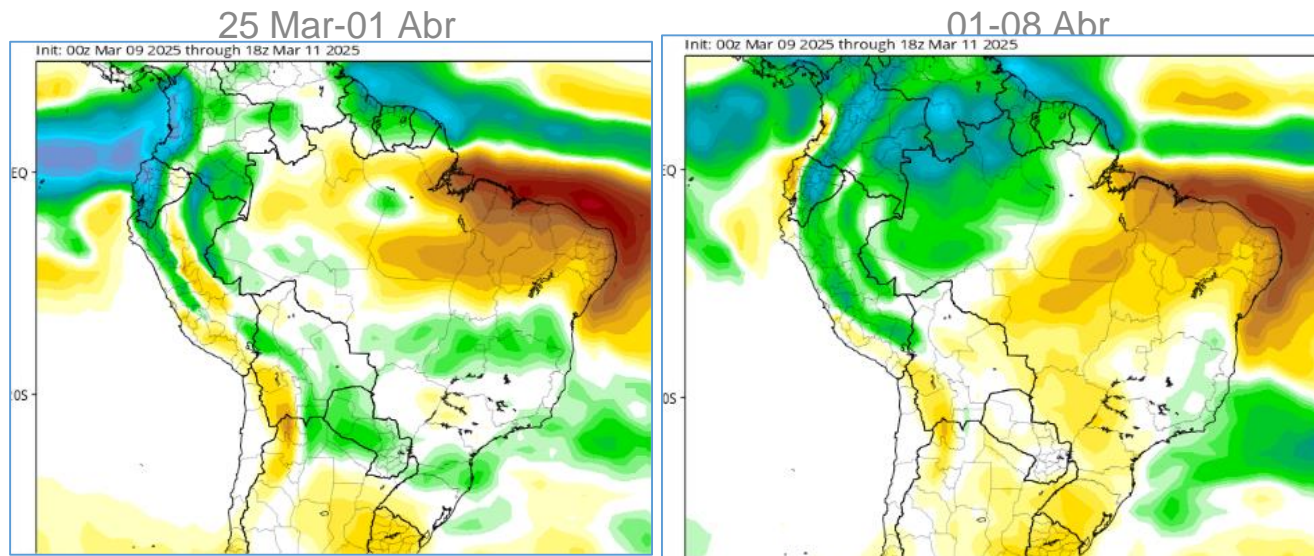 25 Mar-01 Abr
01-08 Abr
Init: 00z Mar 09 2025 through 18z Mar 11 2025
Init: 00z Mar 09 2025 through 18z Mar 11 2025
EQ
EQ
0S
0S